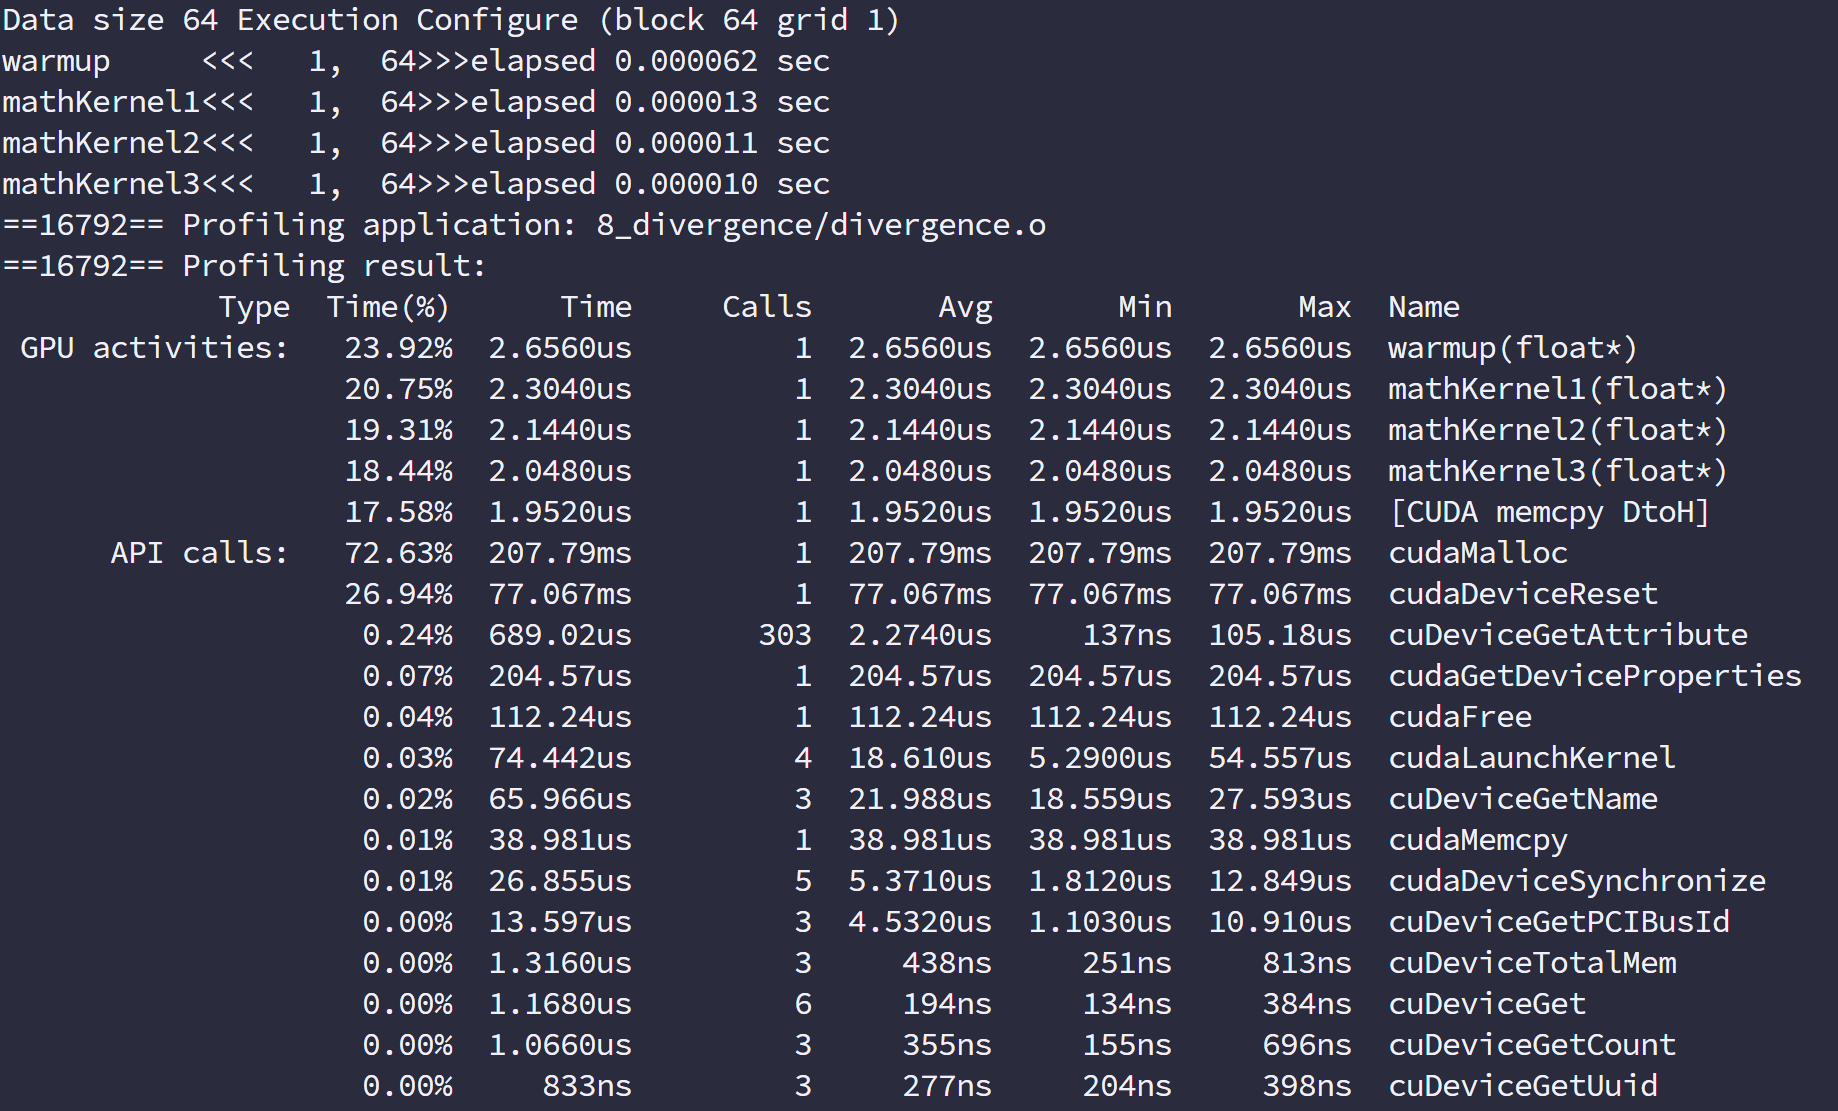 Data size 64 Execution Configure (block 64 grid 1)
warmup     <<<   1,  64>>>elapsed 0.000062 sec
mathKernel1<<<   1,  64>>>elapsed 0.000013 sec
mathKernel2<<<   1,  64>>>elapsed 0.000011 sec
mathKernel3<<<   1,  64>>>elapsed 0.000010 sec
==16792== Profiling application: 8_divergence/divergence.o
==16792== Profiling result:
            Type  Time(%)      Time     Calls       Avg       Min       Max  Name
 GPU activities:   23.92%  2.6560us         1  2.6560us  2.6560us  2.6560us  warmup(float*)
                   20.75%  2.3040us         1  2.3040us  2.3040us  2.3040us  mathKernel1(float*)
                   19.31%  2.1440us         1  2.1440us  2.1440us  2.1440us  mathKernel2(float*)
                   18.44%  2.0480us         1  2.0480us  2.0480us  2.0480us  mathKernel3(float*)
                   17.58%  1.9520us         1  1.9520us  1.9520us  1.9520us  [CUDA memcpy DtoH]
      API calls:   72.63%  207.79ms         1  207.79ms  207.79ms  207.79ms  cudaMalloc
                   26.94%  77.067ms         1  77.067ms  77.067ms  77.067ms  cudaDeviceReset
                    0.24%  689.02us       303  2.2740us     137ns  105.18us  cuDeviceGetAttribute
                    0.07%  204.57us         1  204.57us  204.57us  204.57us  cudaGetDeviceProperties
                    0.04%  112.24us         1  112.24us  112.24us  112.24us  cudaFree
                    0.03%  74.442us         4  18.610us  5.2900us  54.557us  cudaLaunchKernel
                    0.02%  65.966us         3  21.988us  18.559us  27.593us  cuDeviceGetName
                    0.01%  38.981us         1  38.981us  38.981us  38.981us  cudaMemcpy
                    0.01%  26.855us         5  5.3710us  1.8120us  12.849us  cudaDeviceSynchronize
                    0.00%  13.597us         3  4.5320us  1.1030us  10.910us  cuDeviceGetPCIBusId
                    0.00%  1.3160us         3     438ns     251ns     813ns  cuDeviceTotalMem
                    0.00%  1.1680us         6     194ns     134ns     384ns  cuDeviceGet
                    0.00%  1.0660us         3     355ns     155ns     696ns  cuDeviceGetCount
                    0.00%     833ns         3     277ns     204ns     398ns  cuDeviceGetUuid